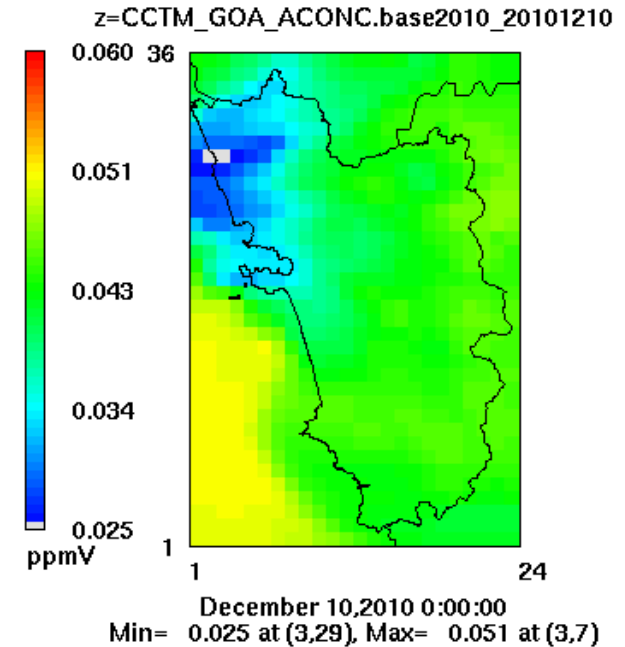 z=CCTM_GOA_ACONC.base2010_20101210
0.060
36
0.051
0.043
0.034
0.025
ppmV
1
1
24
December 10,2010 0:00:00
Min= 0.025 at (3,29), Max= 0.051 at (3,7)